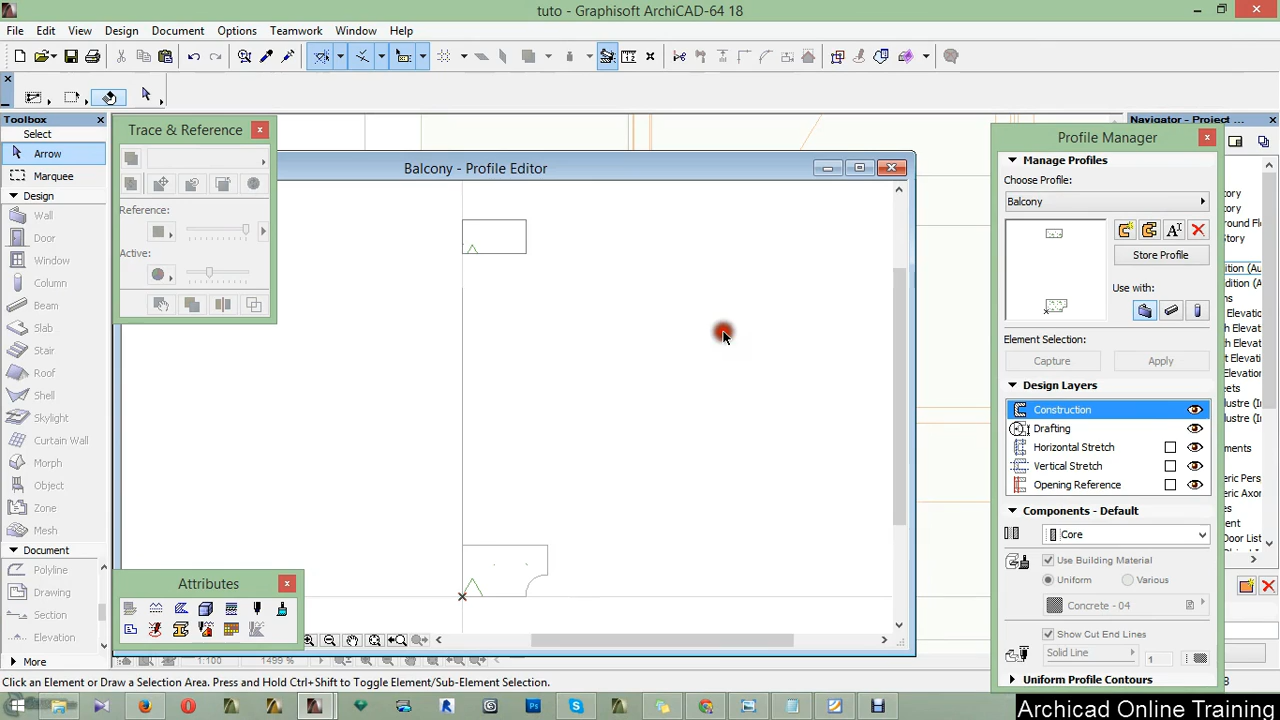 tuto - Graphisoft ArchiCAD-64 18
File Edit View Design Document Options Teamwork Window Help
Toolbox
Select
Arrow
Marquee
Design
Wall
Door
Window
Column
Beam
Slab
Stair
Roof
Shell
Skylight
Curtain Wall
Morph
Object
Zone
Mesh
Document
Polyline
Drawing
Section
Elevation
More
Trace & Reference
Reference:
Active:
Attributes
Balcony - Profile Editor
1:100 1499 %
Profile Manager
Manage Profiles
Choose Profile:
Balcony
Store Profile
Use with:
Element Selection:
Capture Apply
Design Layers
Construction
Drafting
Horizontal Stretch
Vertical Stretch
Opening Reference
Components - Default
Core
Use Building Material
Uniform Various
Concrete - 04
Show Cut End Lines
Solid Line 1
Uniform Profile Contours
Navigator - Project ...
Click an Element or Draw a Selection Area. Press and Hold Ctrl+Shift to Toggle Element/Sub-Element Selection.
Archicad Online Training